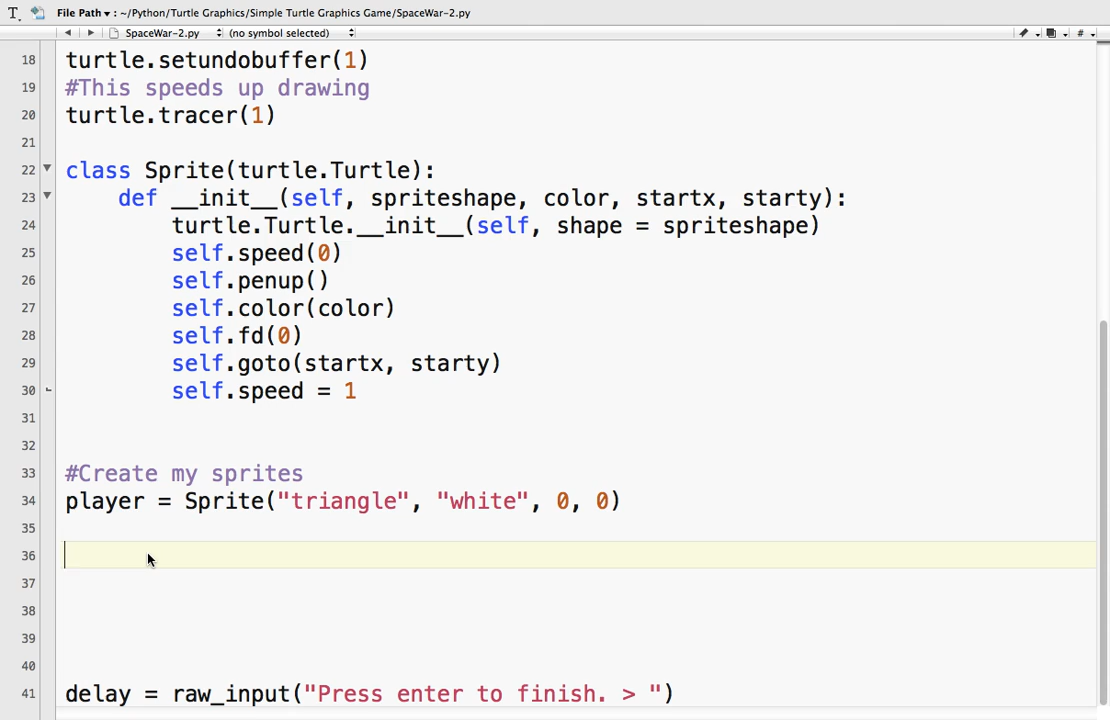 File Path ▾ : ~/Python/Turtle Graphics/Simple Turtle Graphics Game/SpaceWar-2.py
SpaceWar-2.py (no symbol selected) #
18 turtle.setundobuffer(1)
19 #This speeds up drawing
20 turtle.tracer(1)
21
22 class Sprite(turtle.Turtle):
23 def __init__(self, spriteshape, color, startx, starty):
24 turtle.Turtle.__init__(self, shape = spriteshape)
25 self.speed(0)
26 self.penup()
27 self.color(color)
28 self.fd(0)
29 self.goto(startx, starty)
30 self.speed = 1
31
32
33 #Create my sprites
34 player = Sprite("triangle", "white", 0, 0)
35
36
37
38
39
40
41 delay = raw_input("Press enter to finish. > ")